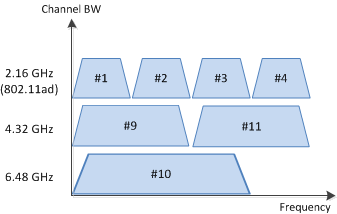 Channel BW
2.16 GHz
(802.11ad)
#1 #2 #3 #4
4.32 GHz
#9 #11
6.48 GHz
#10
Frequency